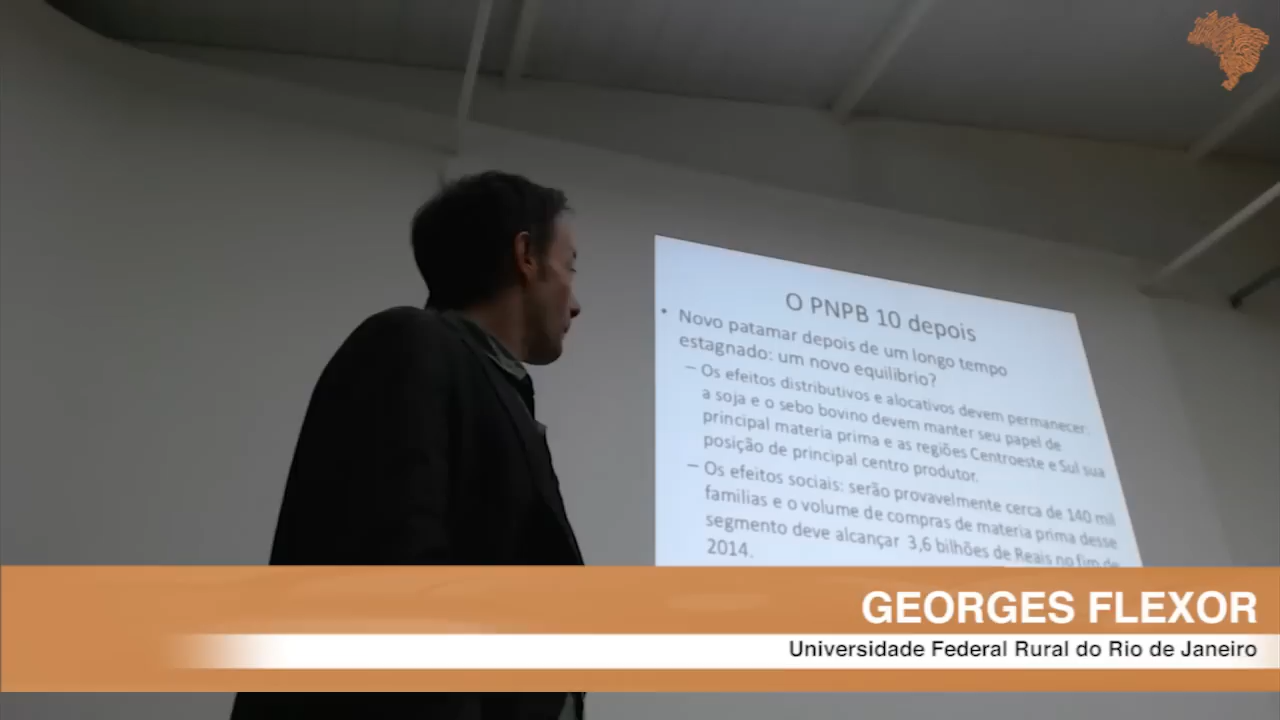 O PNPB 10 depois
• Novo patamar depois de um longo tempo
estagnado: um novo equilibrio?
– Os efeitos distributivos e alocativos devem permanecer:
a soja e o sebo bovino devem manter seu papel de
principal materia prima e as regiões Centroeste e Sul sua
posição de principal centro produtor.
– Os efeitos sociais: serão provavelmente cerca de 140 mil
familias e o volume de compras de materia prima desse
segmento deve alcançar 3,6 bilhões de Reais no fim de
2014.
GEORGES FLEXOR
Universidade Federal Rural do Rio de Janeiro